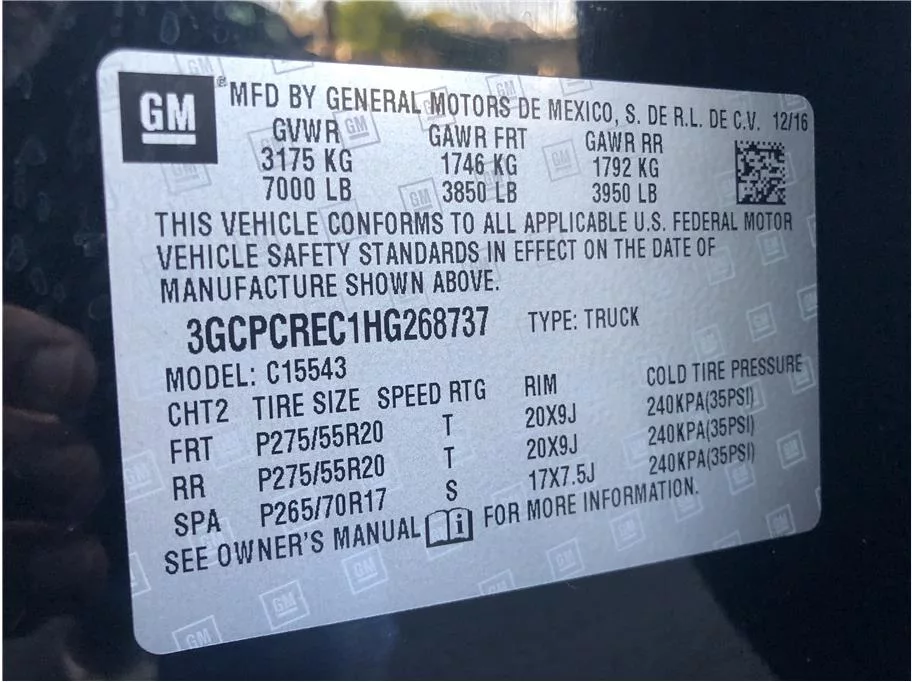 GM ® MFD BY GENERAL MOTORS DE MEXICO, S. DE R.L. DE C.V. 12/16
GVWR GAWR FRT GAWR RR
3175 KG 1746 KG 1792 KG
7000 LB 3850 LB 3950 LB
THIS VEHICLE CONFORMS TO ALL APPLICABLE U.S. FEDERAL MOTOR
VEHICLE SAFETY STANDARDS IN EFFECT ON THE DATE OF
MANUFACTURE SHOWN ABOVE.
3GCPCREC1HG268737 TYPE: TRUCK
MODEL: C15543
CHT2 TIRE SIZE SPEED RTG RIM COLD TIRE PRESSURE
FRT P275/55R20 T 20X9J 240KPA(35PSI)
RR P275/55R20 T 20X9J 240KPA(35PSI)
SPA P265/70R17 S 17X7.5J 240KPA(35PSI)
SEE OWNER'S MANUAL i FOR MORE INFORMATION.